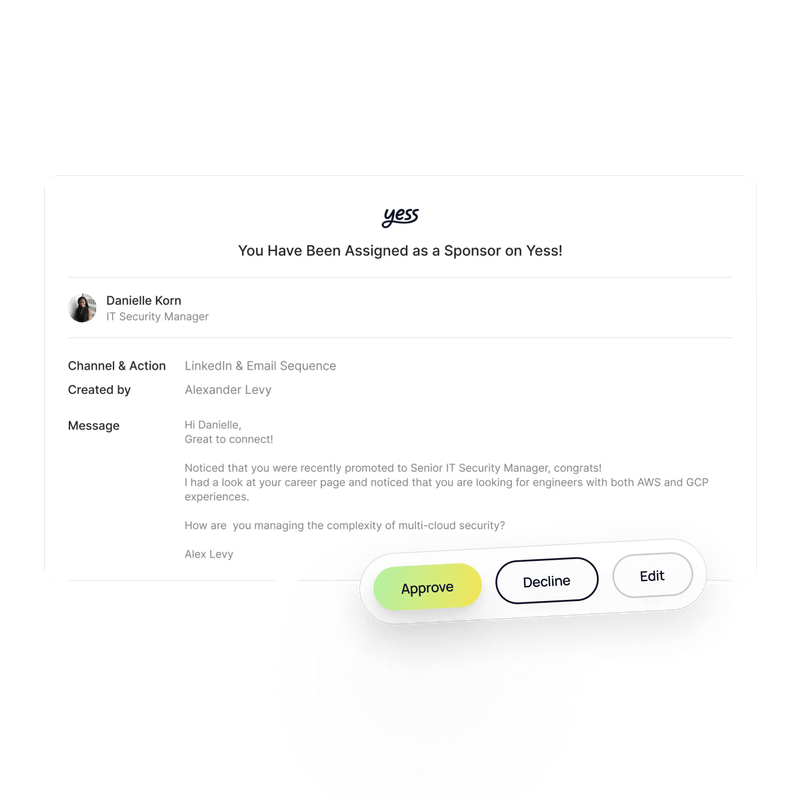 yess
You Have Been Assigned as a Sponsor on Yess!
Danielle Korn
IT Security Manager
Channel & Action LinkedIn & Email Sequence
Created by Alexander Levy
Message Hi Danielle,
Great to connect!
Noticed that you were recently promoted to Senior IT Security Manager, congrats!
I had a look at your career page and noticed that you are looking for engineers with both AWS and GCP
experiences.
How are  you managing the complexity of multi-cloud security?
Alex Levy
Approve Decline Edit